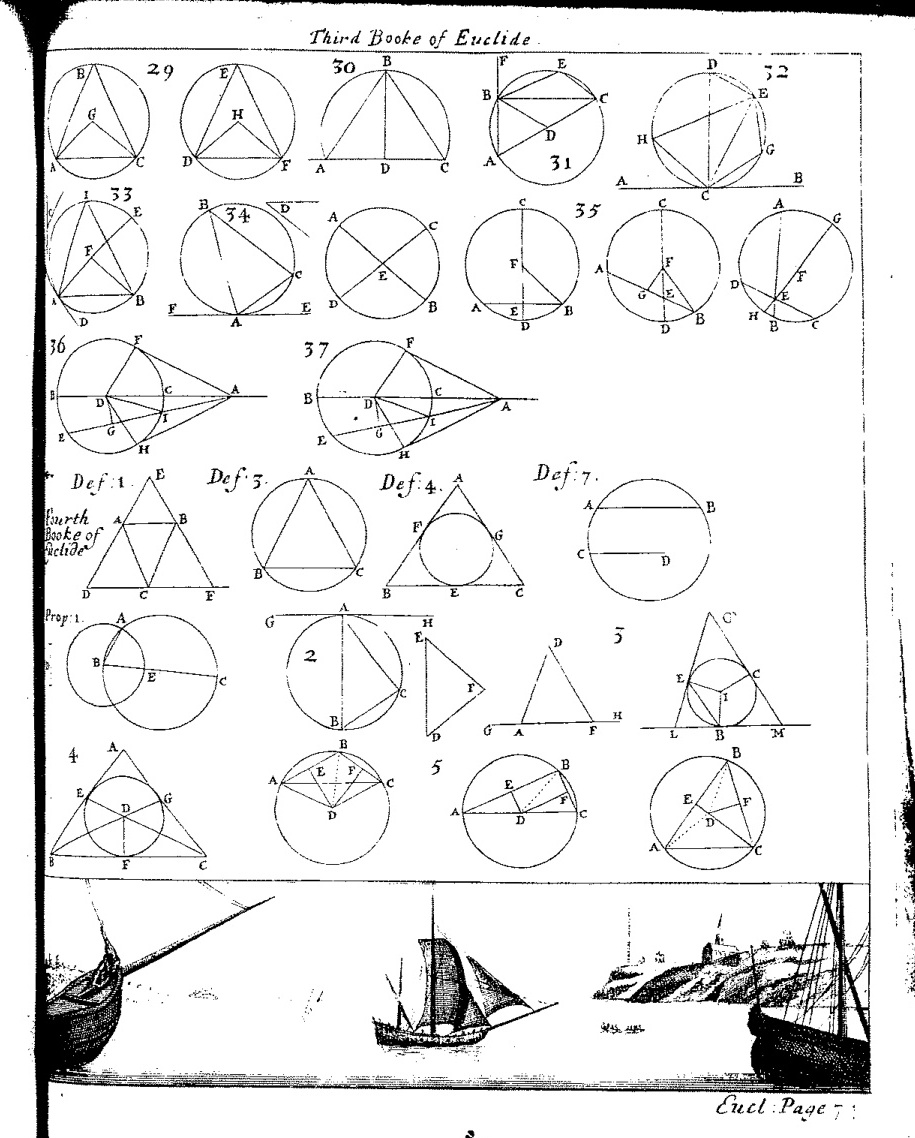 Third Booke of Euclide
29 30 31 32
B G A C E H D F B A D C F E B C D A D E H G A C B
33 34 35
I E F A B D B D C F A E A C E D B C F A E B D C A F G E B D A G F D E H B C
36 37
F B D C A I E G H F B D C A I E G H
Def: 1. Def: 3. Def: 4. Def: 7.
E A B D C F A B C A F G B E C A B C D
Fourth
Booke of
Euclide
Prop: 1. 2 3
A B E C G A H C B E F D D G A F H G E C I L B M
4 5
A E D G B F C B E F A C D B E F A D C B E F D A C
Eucl: Page 7